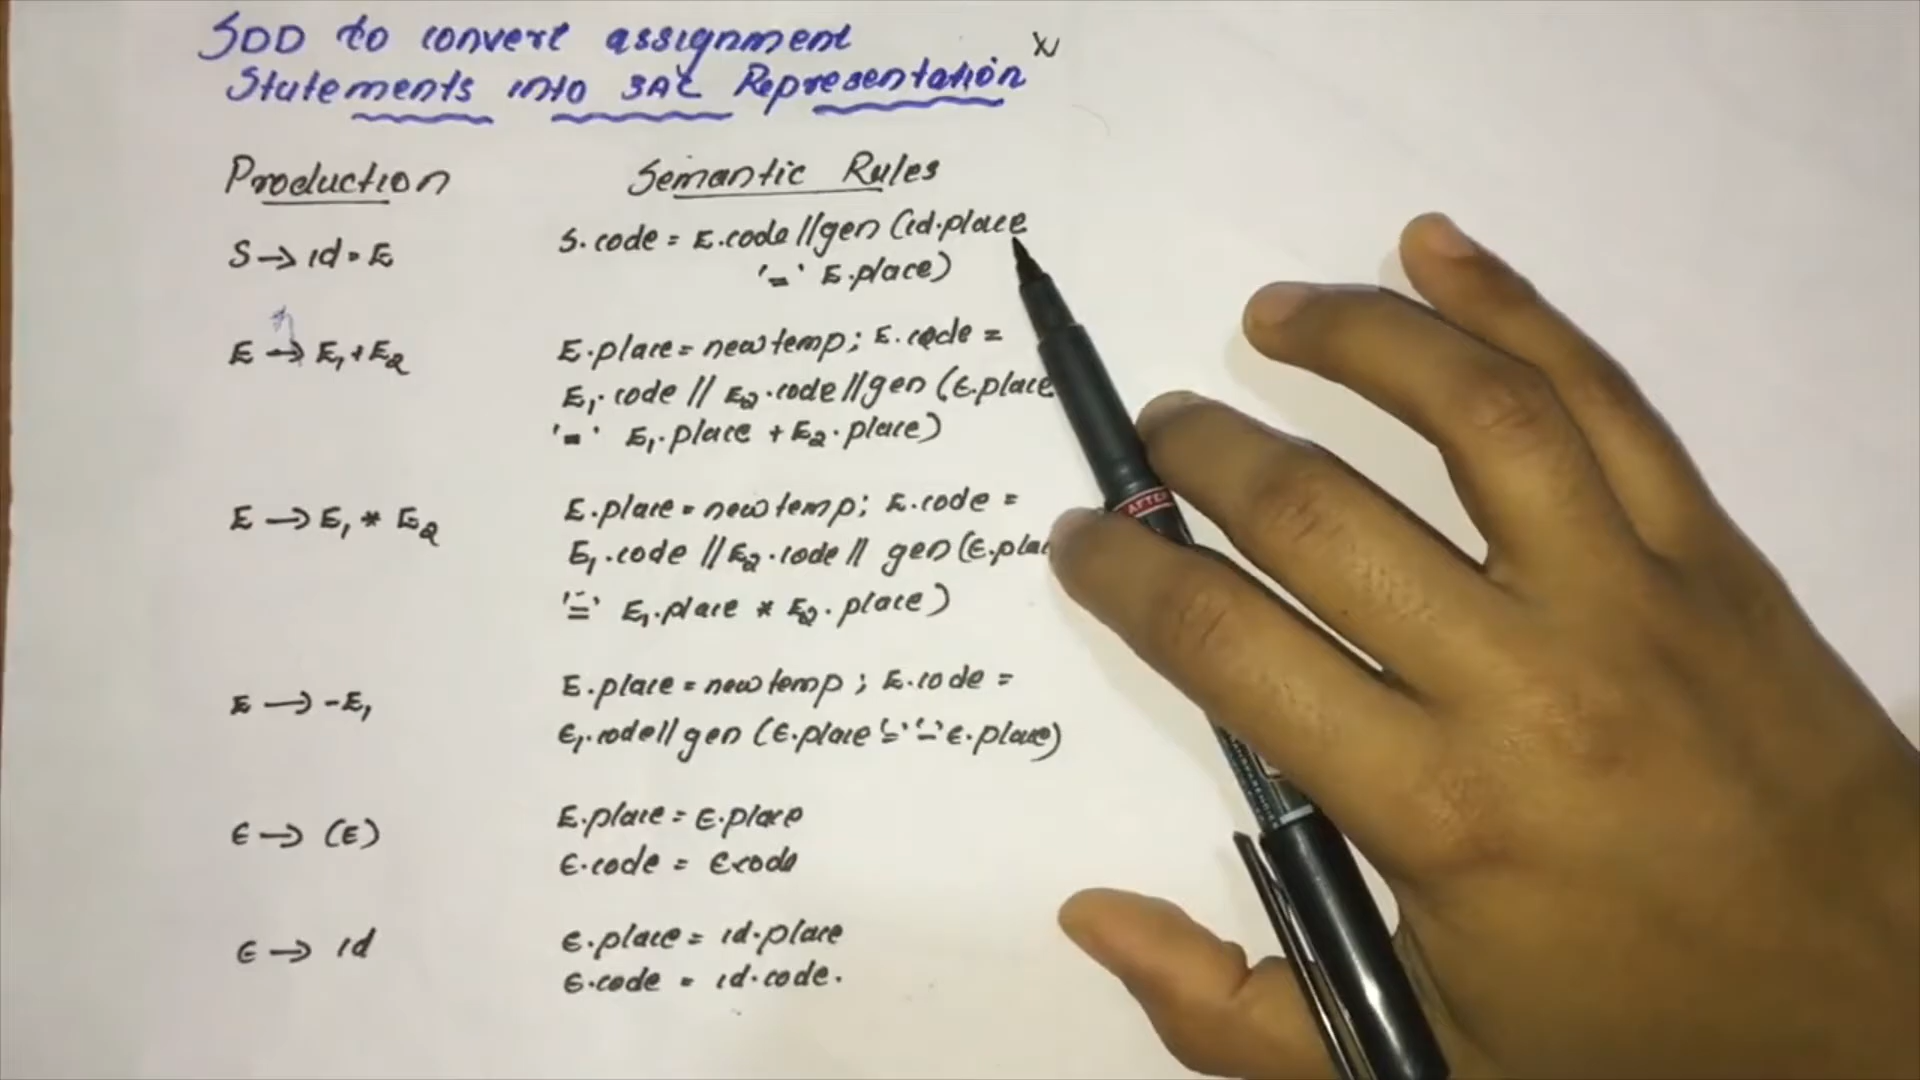 SDD to convert assignment
Statements into 3AC Representation
Production Semantic Rules
S → id = E S.code = E.code // gen (id.place
'=' E.place)
E → E1 + E2 E.place = newtemp; E.code =
E1.code // E2.code // gen (E.place
'=' E1.place + E2.place)
E → E1 * E2 E.place = newtemp; E.code =
E1.code // E2.code // gen (E.plac
'=' E1.place * E2.place)
E → -E1 E.place = newtemp; E.code =
E1.code // gen (E.place '=' '-' E.place)
E → (E) E.place = E.place
E.code = E.code
E → id E.place = id.place
E.code = id.code.
AFTER